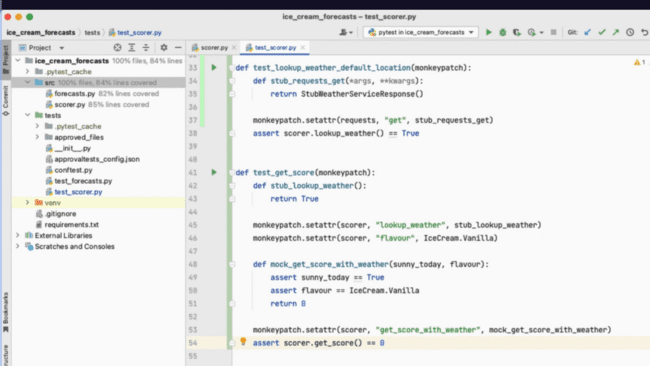 ice_cream_forecasts – test_scorer.py
ice_cream_forecasts › tests › test_scorer.py
pytest in ice_cream_forecasts
Git:
Project
scorer.py
test_scorer.py
Project
Commit
Bookmarks
ructure
ice_cream_forecasts 100% files, 84% lines covered
.pytest_cache
src 100% files, 84% lines covered
forecasts.py 82% lines covered
scorer.py 85% lines covered
tests
.pytest_cache
approved_files
__init__.py
approvaltests_config.json
conftest.py
test_forecasts.py
test_scorer.py
venv
.gitignore
requirements.txt
External Libraries
Scratches and Consoles
1
33 def test_lookup_weather_default_location(monkeypatch):
34 def stub_requests_get(*args, **kwargs):
35 return StubWeatherServiceResponse()
36
37 monkeypatch.setattr(requests, "get", stub_requests_get)
38 assert scorer.lookup_weather() == True
39
40
41 def test_get_score(monkeypatch):
42 def stub_lookup_weather():
43 return True
44
45 monkeypatch.setattr(scorer, "lookup_weather", stub_lookup_weather)
46 monkeypatch.setattr(scorer, "flavour", IceCream.Vanilla)
47
48 def mock_get_score_with_weather(sunny_today, flavour):
49 assert sunny_today == True
50 assert flavour == IceCream.Vanilla
51 return 0
52
53 monkeypatch.setattr(scorer, "get_score_with_weather", mock_get_score_with_weather)
54 assert scorer.get_score() == 0
55